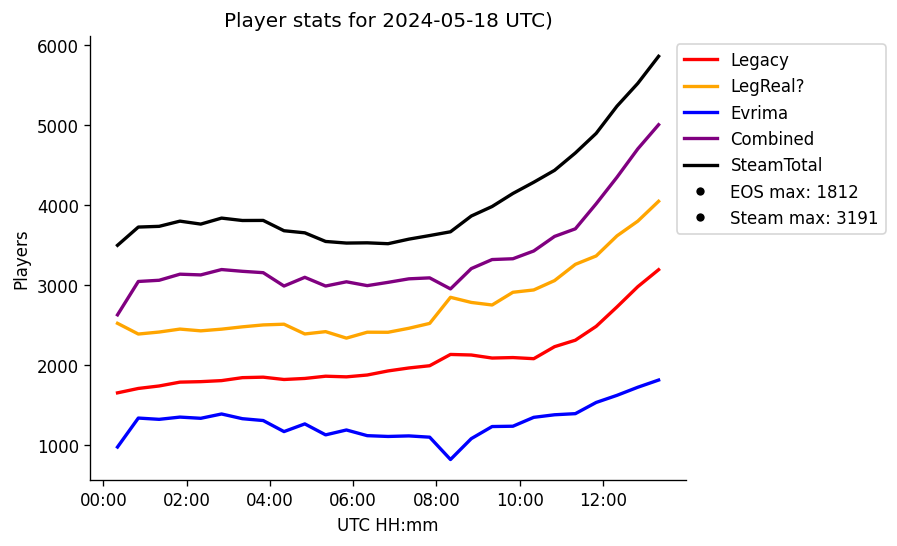 Player stats for 2024-05-18 UTC)
6000
5000
4000
3000
2000
1000
Players
00:00 02:00 04:00 06:00 08:00 10:00 12:00
UTC HH:mm
Legacy
LegReal?
Evrima
Combined
SteamTotal
EOS max: 1812
Steam max: 3191